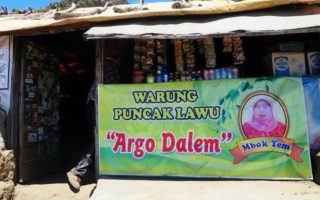 WARUNG
PUNCAK LAWU
"Argo Dalem"
Mbok Yem